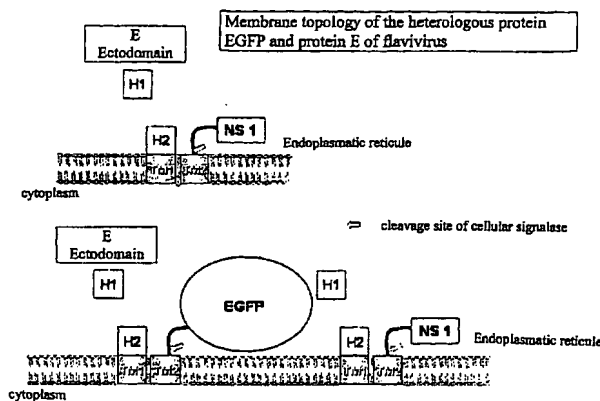 Membrane topology of the heterologous protein
EGFP and protein E of flavivirus
E
Ectodomain
H1
NS 1
H2
Endoplasmatic reticule
cytoplasm
cleavage site of cellular signalase
E
Ectodomain
H1
EGFP
H1
H2
H2
NS 1
Endoplasmatic reticule
cytoplasm